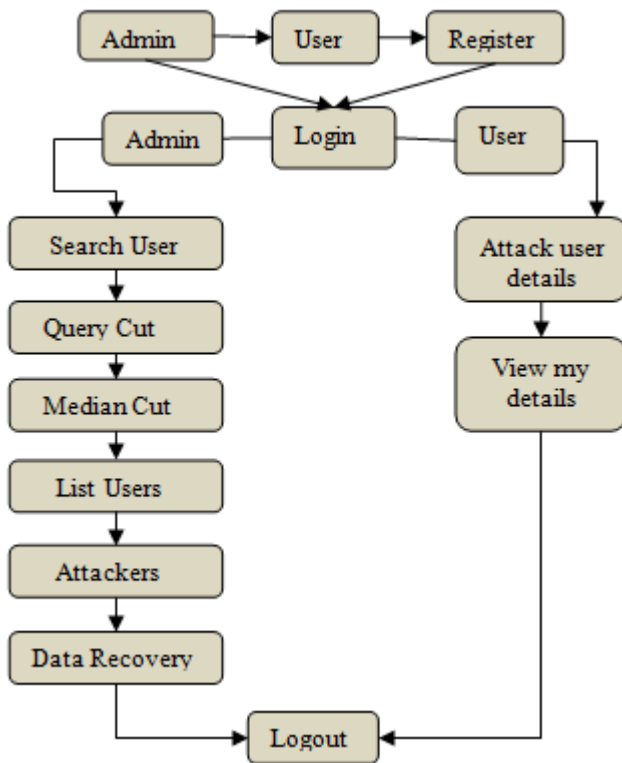 Admin
User
Register
Admin
Login
User
Search User
Query Cut
Median Cut
List Users
Attackers
Data Recovery
Attack user
details
View my
details
Logout